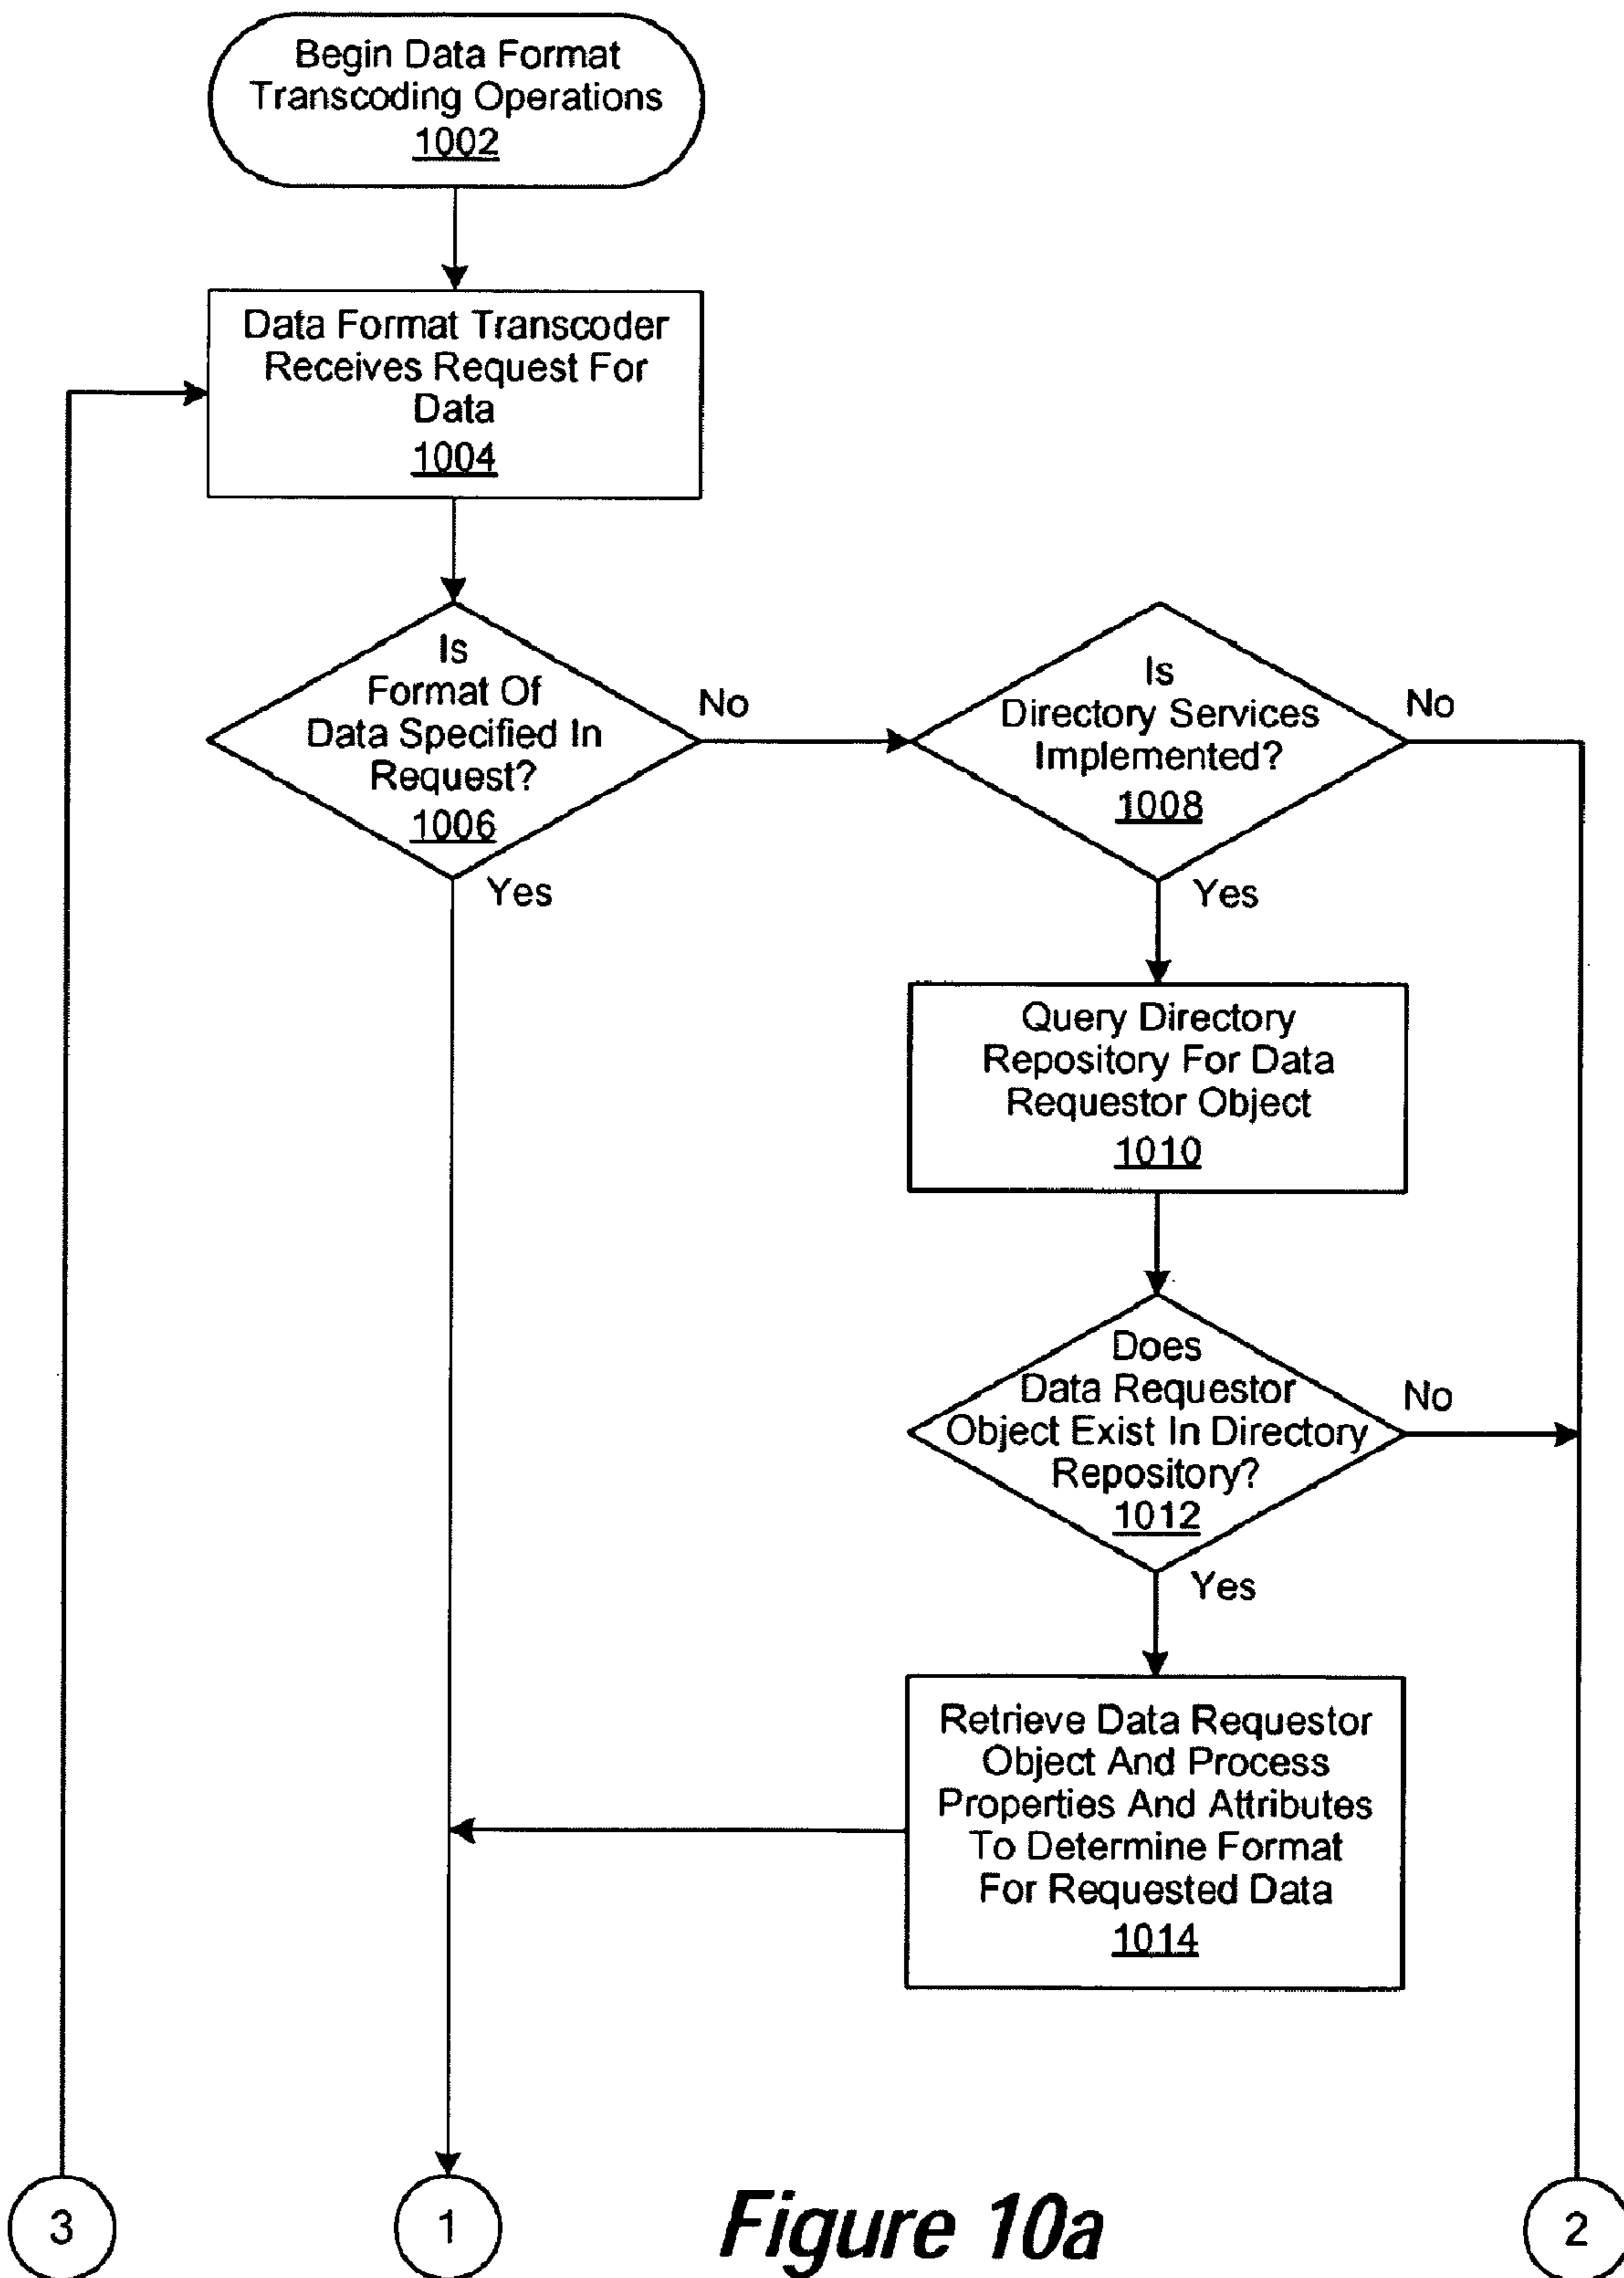 Begin Data Format
Transcoding Operations
1002
Data Format Transcoder
Receives Request For
Data
1004
Is
Format Of
Data Specified In
Request?
1006
No
Yes
Is
Directory Services
Implemented?
1008
No
Yes
Query Directory
Repository For Data
Requestor Object
1010
Does
Data Requestor
Object Exist In Directory
Repository?
1012
No
Yes
Retrieve Data Requestor
Object And Process
Properties And Attributes
To Determine Format
For Requested Data
1014
3
1
Figure 10a
2